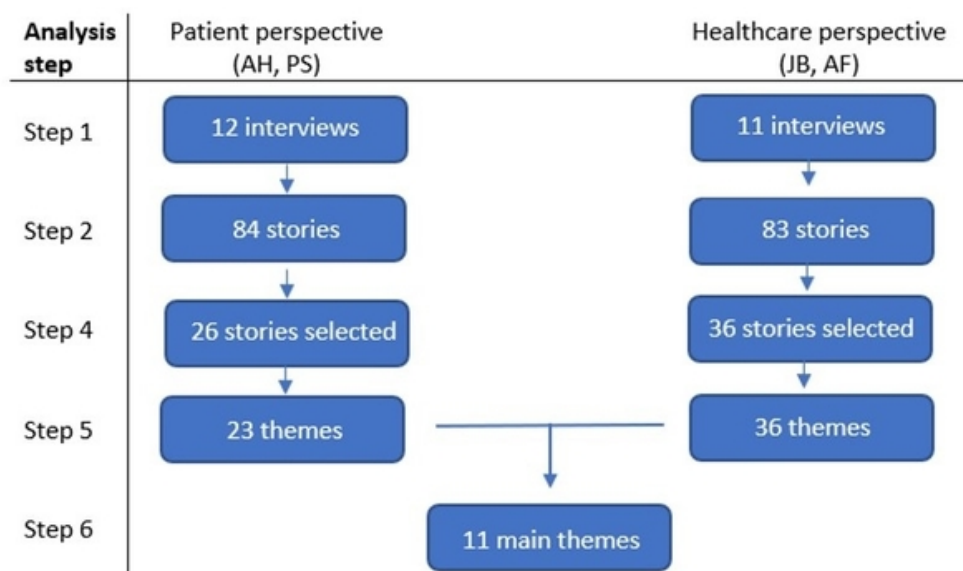 Analysis step
Patient perspective (AH, PS)
Healthcare perspective (JB, AF)
Step 1
12 interviews
11 interviews
Step 2
84 stories
83 stories
Step 4
26 stories selected
36 stories selected
Step 5
23 themes
36 themes
Step 6
11 main themes